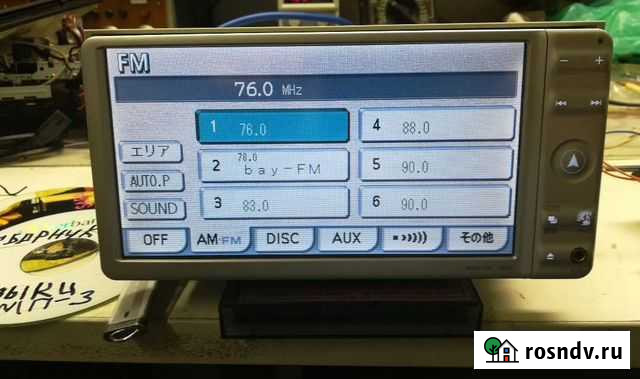 FM
76.0 MHz
1 76.0
4 88.0
エリア
2 78.0 bay-FM
5 90.0
AUTO.P
3 83.0
6 90.0
SOUND
OFF
AM·FM
DISC
AUX
その他
rosndv.ru